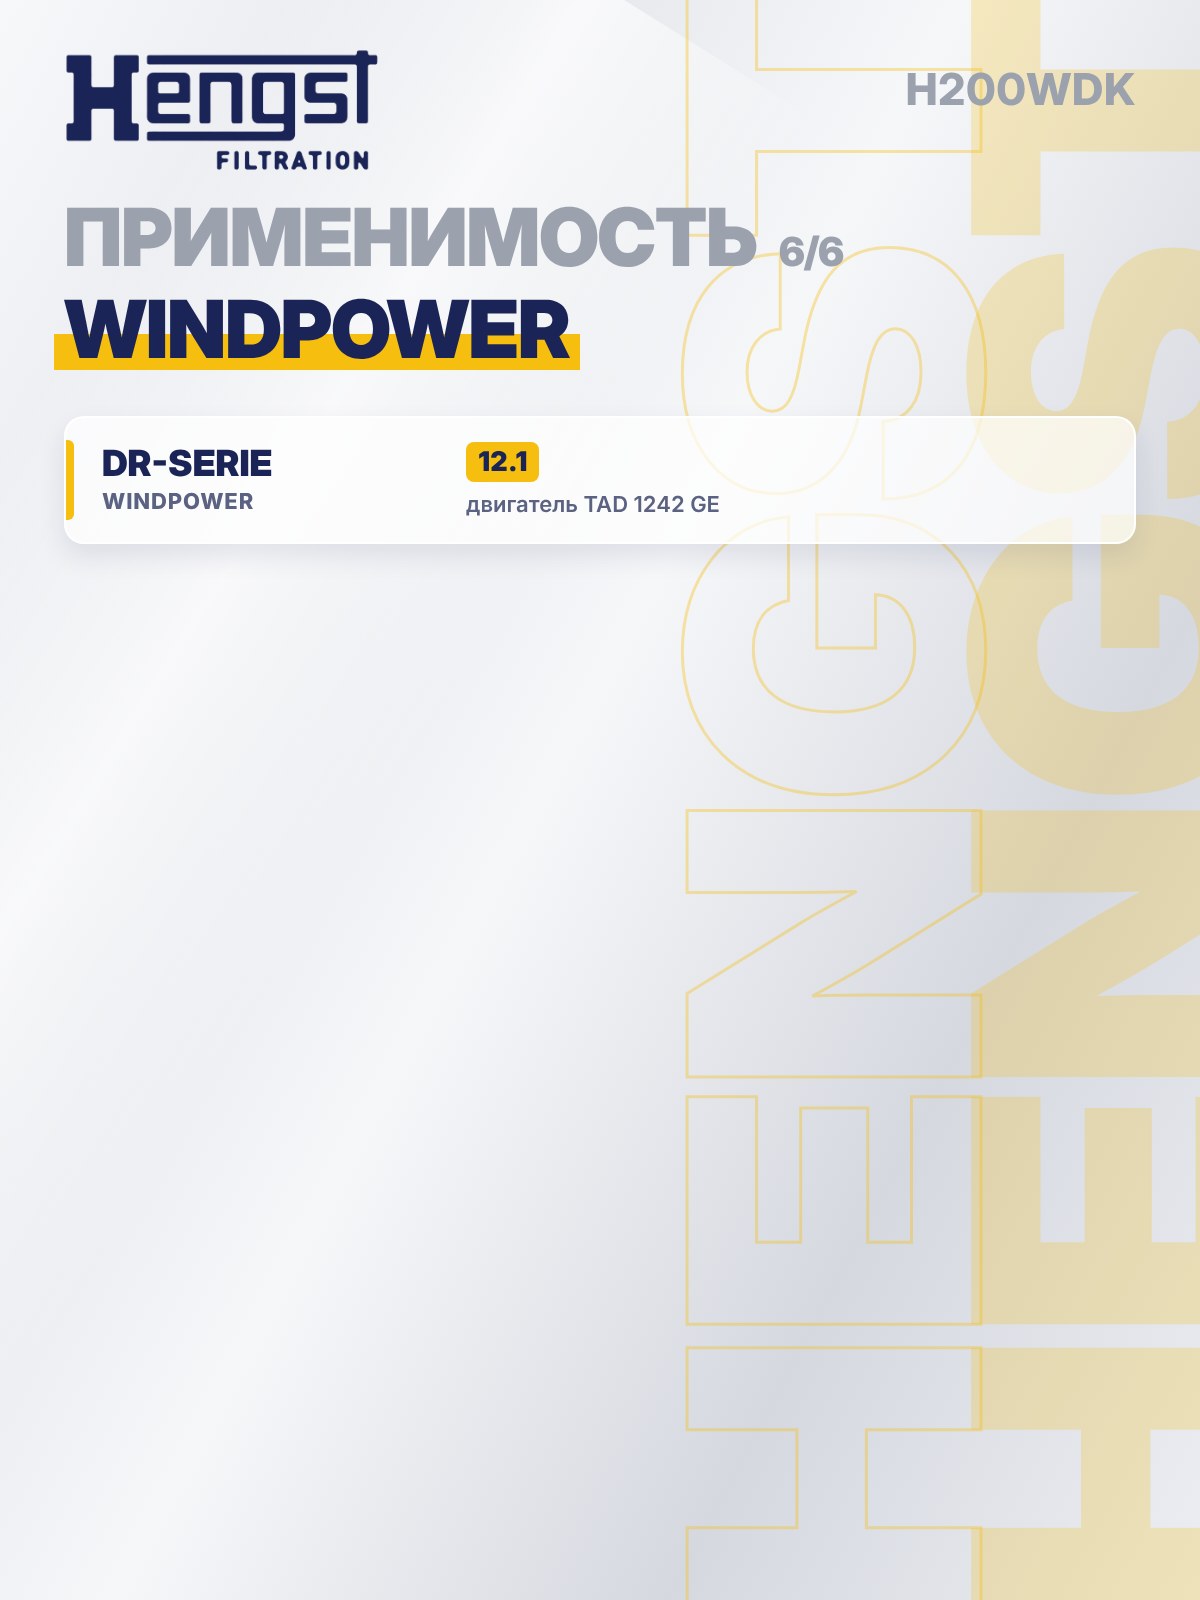 Hengst
FILTRATION
H200WDK
ПРИМЕНИМОСТЬ 6/6
WINDPOWER
DR-SERIE
WINDPOWER
12.1
двигатель TAD 1242 GE
HENGST
HENGST